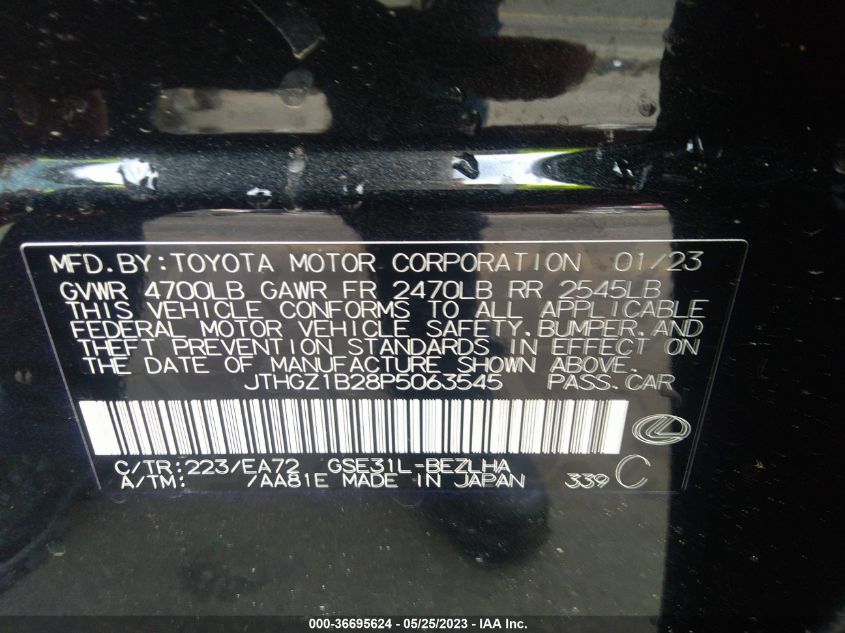 MFD.BY:TOYOTA MOTOR CORPORATION 01/23
GVWR 4700LB GAWR FR 2470LB RR 2545LB
THIS VEHICLE CONFORMS TO ALL APPLICABLE
FEDERAL MOTOR VEHICLE SAFETY,BUMPER,AND
THEFT PREVENTION STANDARDS IN EFFECT ON
THE DATE OF MANUFACTURE SHOWN ABOVE.
JTHGZ1B28P5063545 PASS.CAR
C/TR:223/EA72 GSE31L-BEZLHA
A/TM: /AA81E MADE IN JAPAN 339 C
000-36695624 / 05/25/2023 - IAA Inc.